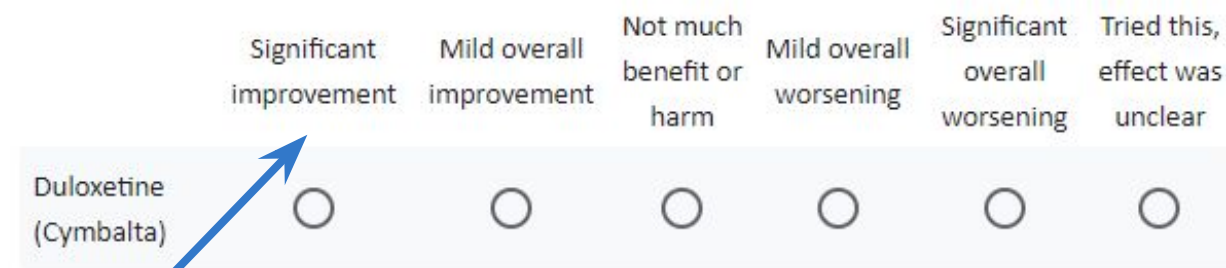 Significant
improvement
Mild overall
improvement
Not much
benefit or
harm
Mild overall
worsening
Significant
overall
worsening
Tried this,
effect was
unclear
Duloxetine
(Cymbalta)